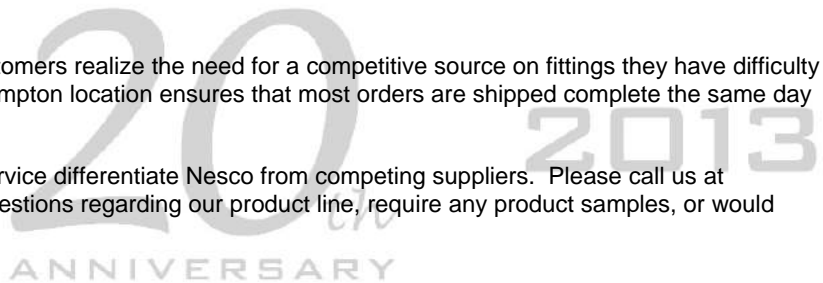 tomers realize the need for a competitive source on fittings they have difficulty
mpton location ensures that most orders are shipped complete the same day
rvice differentiate Nesco from competing suppliers.  Please call us at
estions regarding our product line, require any product samples, or would
20th
2013
ANNIVERSARY